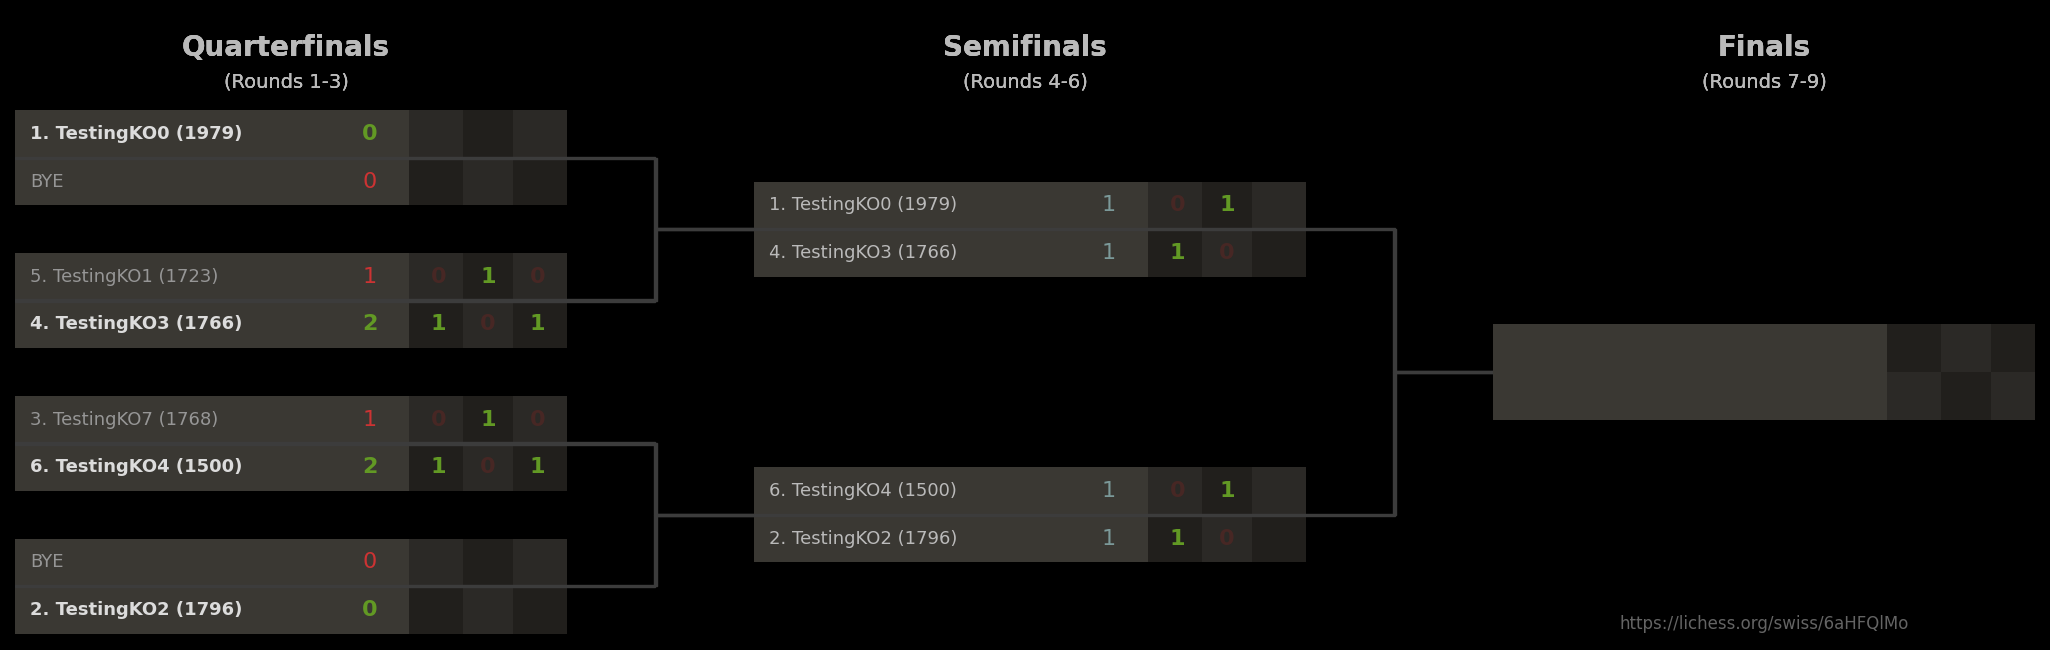 Quarterfinals
(Rounds 1-3)
1. TestingKO0 (1979) 0
BYE 0
5. TestingKO1 (1723) 1 0 1 0
4. TestingKO3 (1766) 2 1 0 1
3. TestingKO7 (1768) 1 0 1 0
6. TestingKO4 (1500) 2 1 0 1
BYE 0
2. TestingKO2 (1796) 0
Semifinals
(Rounds 4-6)
1. TestingKO0 (1979) 1 0 1
4. TestingKO3 (1766) 1 1 0
6. TestingKO4 (1500) 1 0 1
2. TestingKO2 (1796) 1 1 0
Finals
(Rounds 7-9)
https://lichess.org/swiss/6aHFQlMo